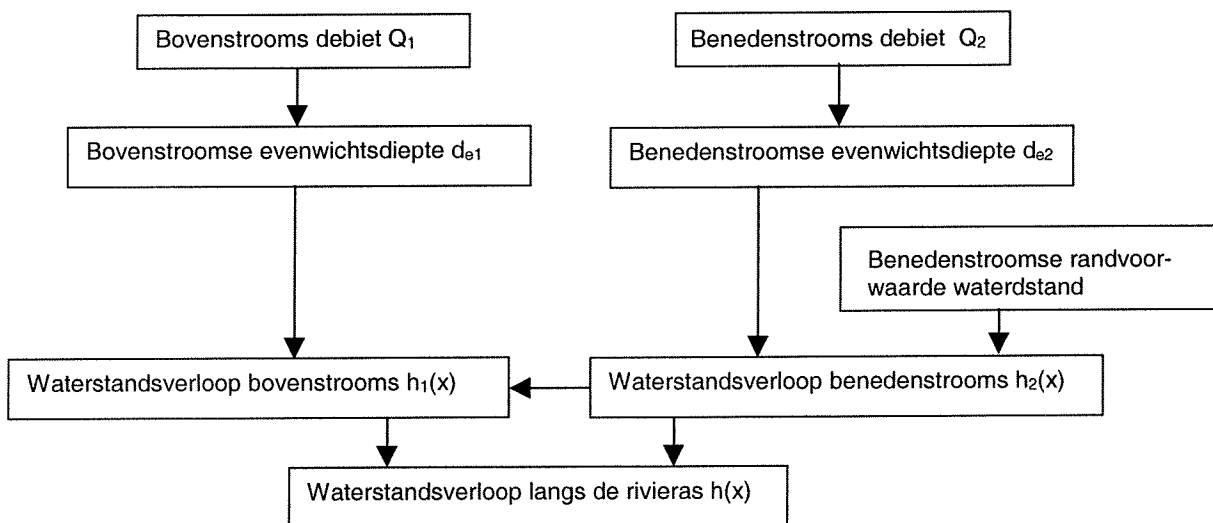 Bovenstrooms debiet Q₁
Benedenstrooms debiet Q₂
Bovenstroomse evenwichtsdiepte dₑ₁
Benedenstroomse evenwichtsdiepte dₑ₂
Benedenstroomse randvoor-
waarde waterdstand
Waterstandsverloop bovenstrooms h₁(x)
Waterstandsverloop benedenstrooms h₂(x)
Waterstandsverloop langs de rivieras h(x)